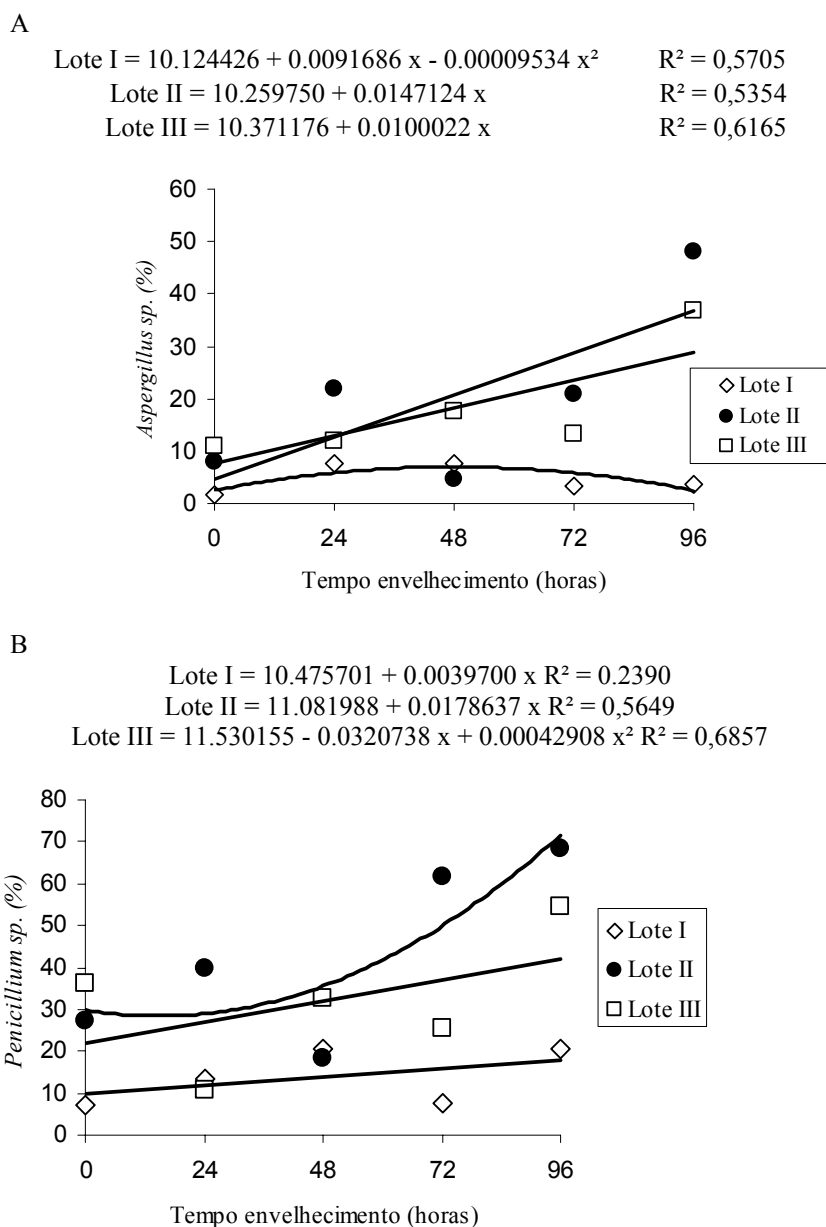 A
Lote I = 10.124426 + 0.0091686 x - 0.00009534 x² R² = 0,5705
Lote II = 10.259750 + 0.0147124 x R² = 0,5354
Lote III = 10.371176 + 0.0100022 x R² = 0,6165
60
50
40
30
20
10
0
Aspergillus sp. (%)
0 24 48 72 96
Tempo envelhecimento (horas)
Lote I
Lote II
Lote III
B
Lote I = 10.475701 + 0.0039700 x R² = 0.2390
Lote II = 11.081988 + 0.0178637 x R² = 0,5649
Lote III = 11.530155 - 0.0320738 x + 0.00042908 x² R² = 0,6857
80
70
60
50
40
30
20
10
0
Penicillium sp. (%)
0 24 48 72 96
Tempo envelhecimento (horas)
Lote I
Lote II
Lote III